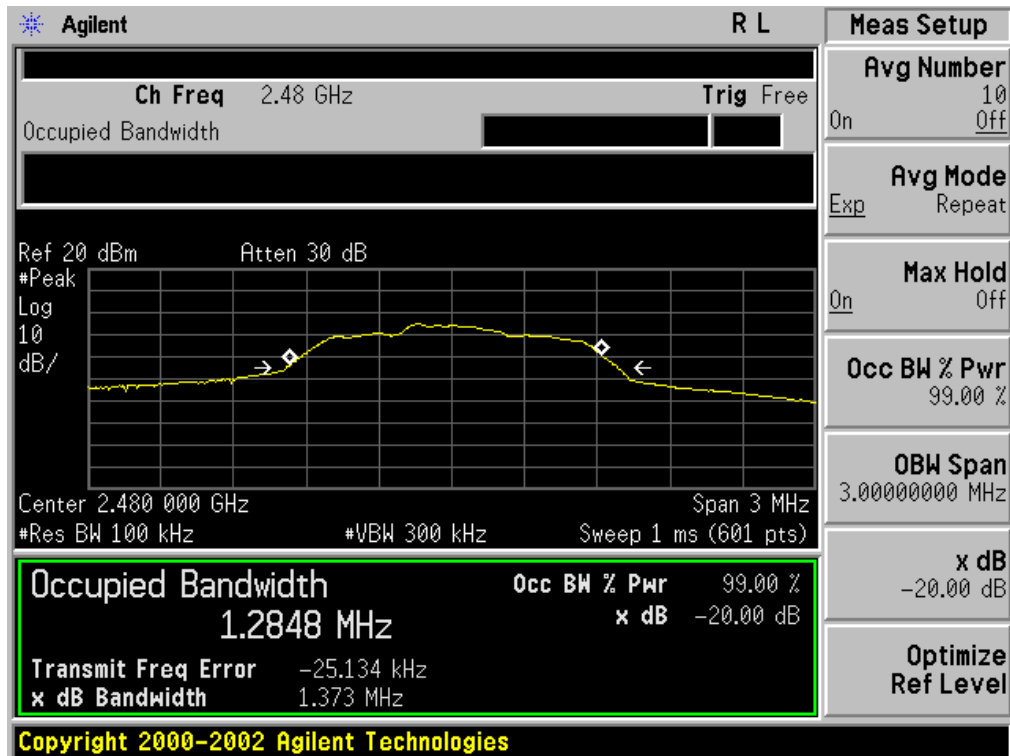 Agilent R L
Ch Freq 2.48 GHz Trig Free
Occupied Bandwidth
Ref 20 dBm Atten 30 dB
#Peak
Log
10
dB/
Center 2.480 000 GHz Span 3 MHz
#Res BW 100 kHz #VBW 300 kHz Sweep 1 ms (601 pts)
Occupied Bandwidth
1.2848 MHz
Occ BW % Pwr 99.00 %
x dB -20.00 dB
Transmit Freq Error -25.134 kHz
x dB Bandwidth 1.373 MHz
Meas Setup
Avg Number
10
On Off
Avg Mode
Exp Repeat
Max Hold
On Off
Occ BW % Pwr
99.00 %
OBW Span
3.00000000 MHz
x dB
-20.00 dB
Optimize
Ref Level
Copyright 2000-2002 Agilent Technologies